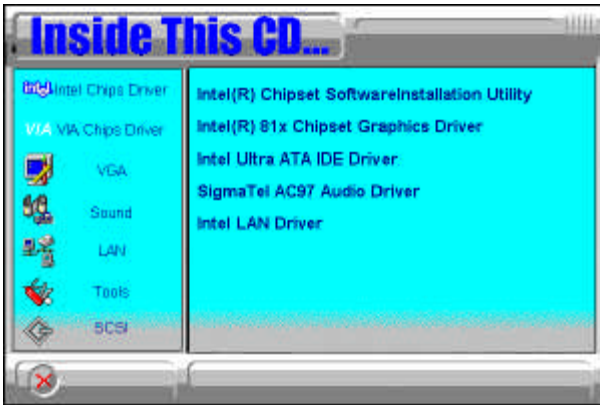 Inside This CD...
intel Intel Chips Driver
VIA VIA Chips Driver
VGA
Sound
LAN
Tools
SCSI
Intel(R) Chipset SoftwareInstallation Utility
Intel(R) 81x Chipset Graphics Driver
Intel Ultra ATA IDE Driver
SigmaTel AC97 Audio Driver
Intel LAN Driver